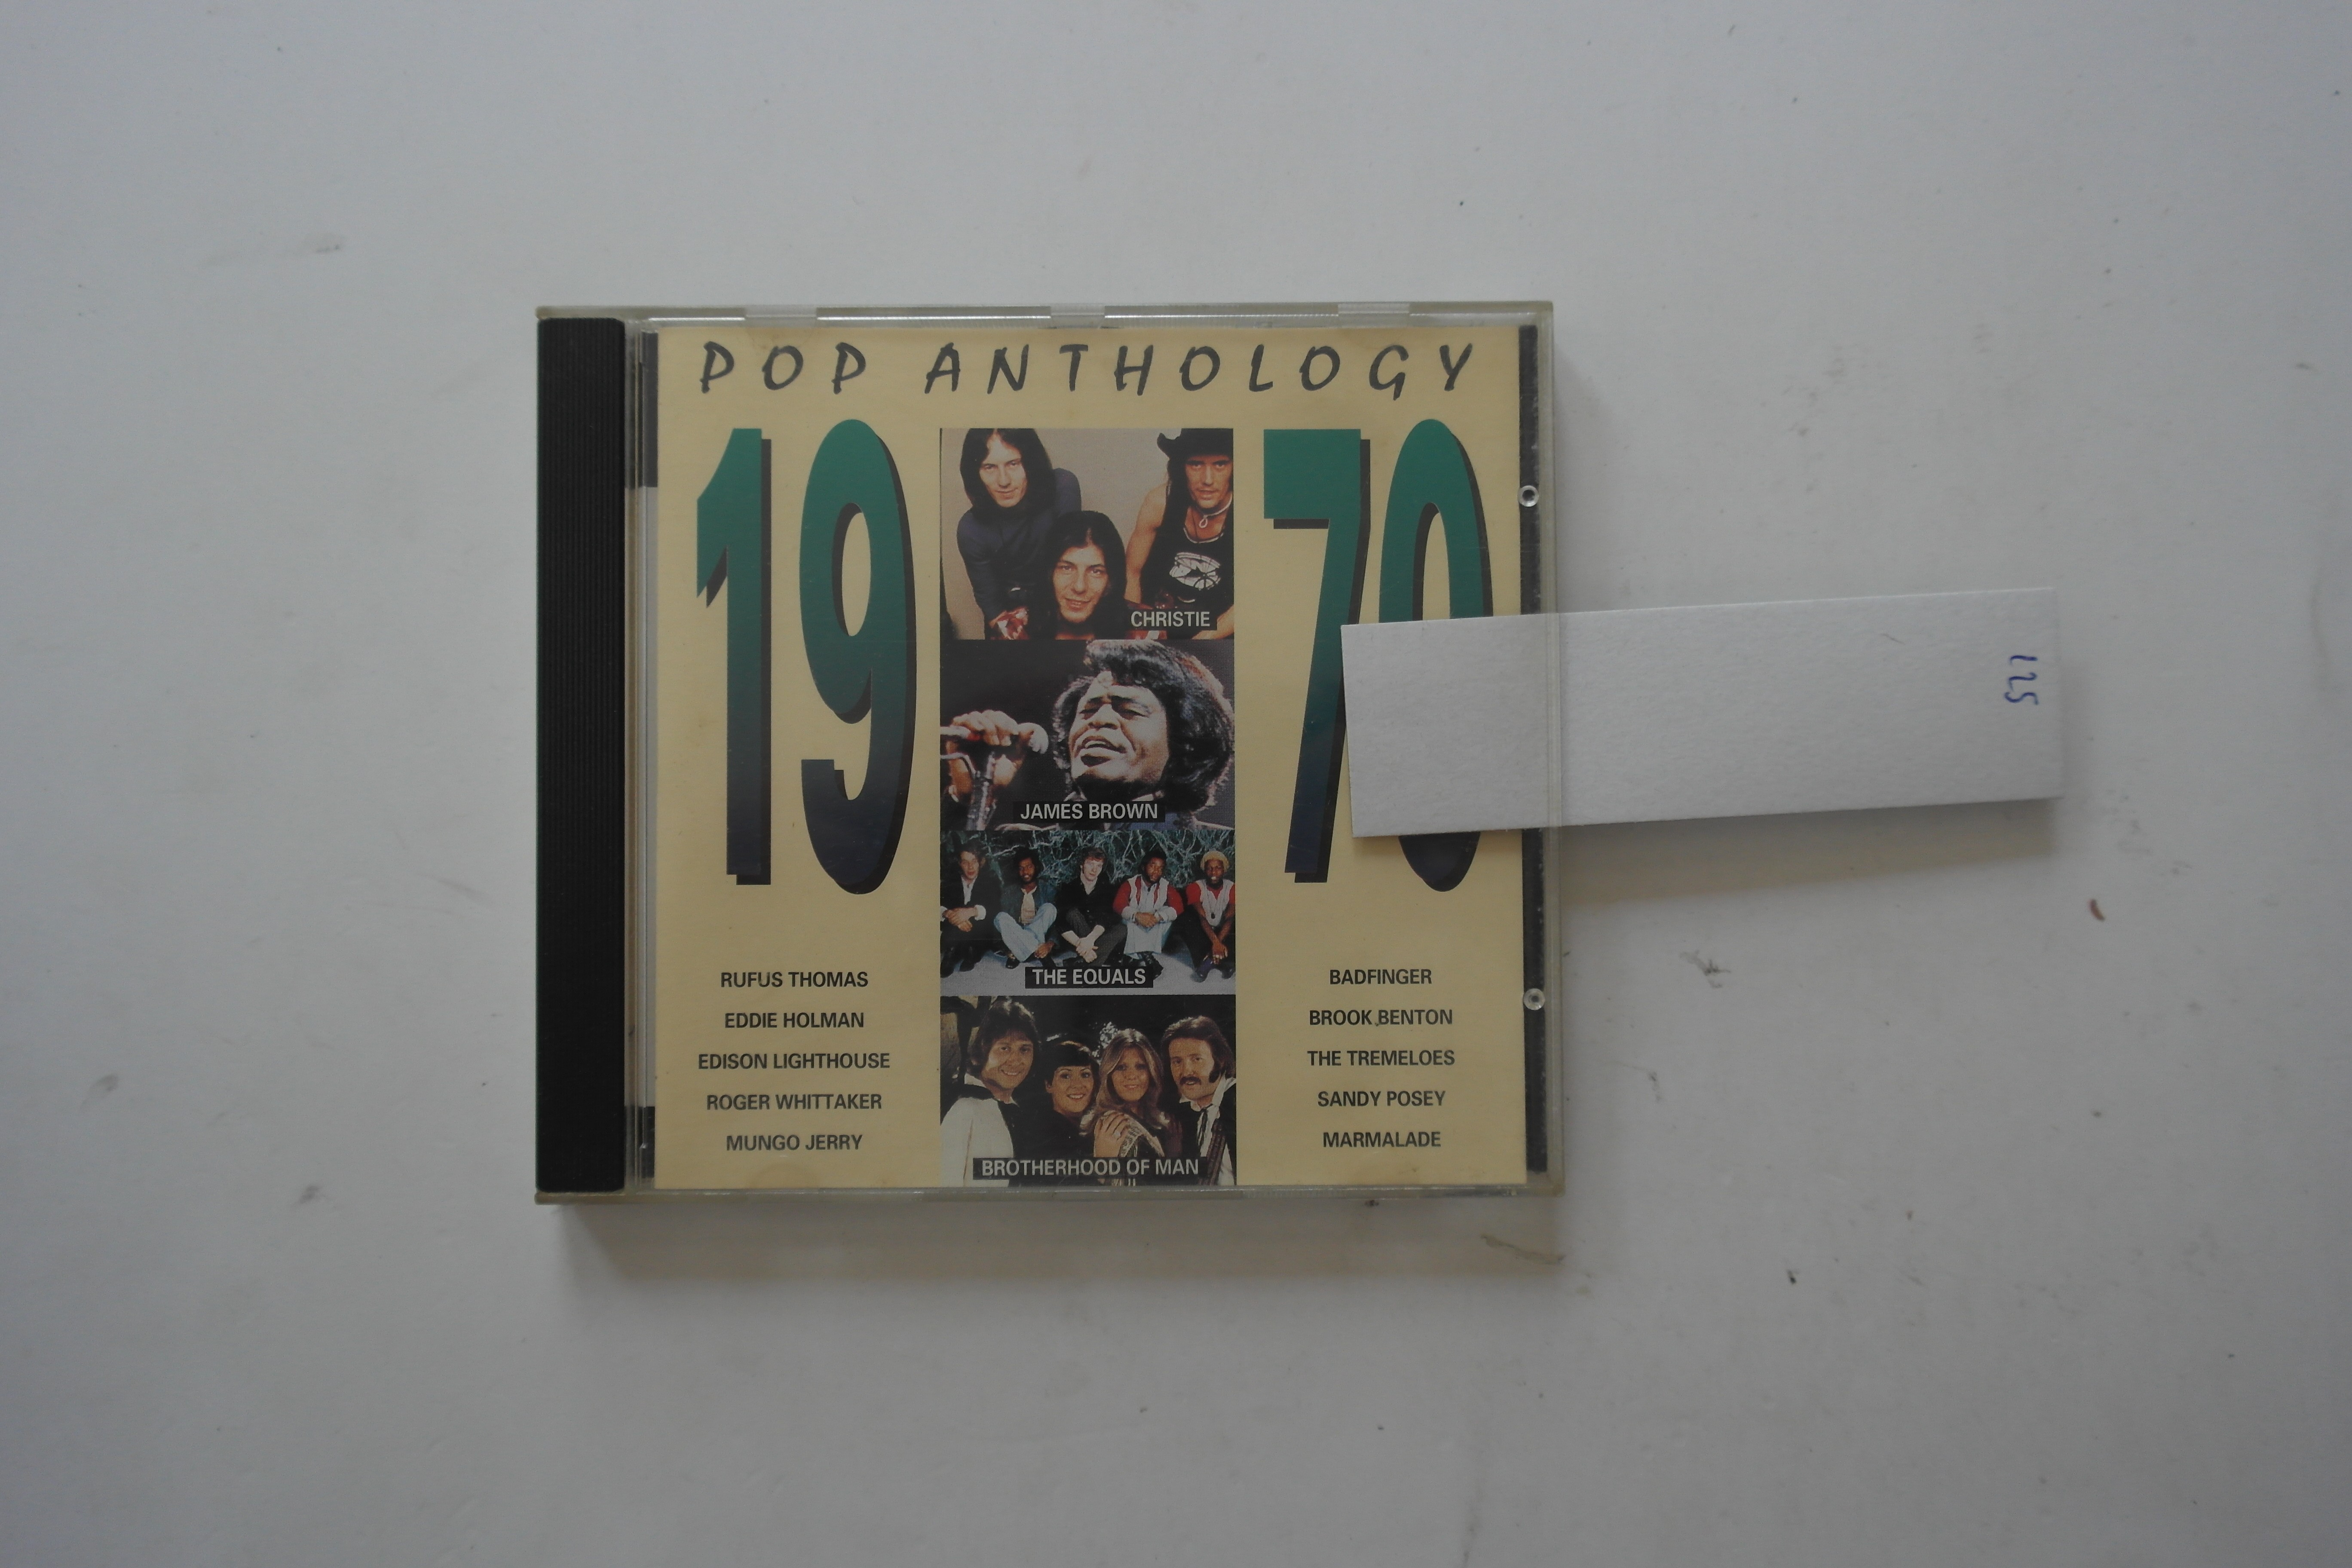 POP ANTHOLOGY
1970
CHRISTIE
JAMES BROWN
THE EQUALS
BROTHERHOOD OF MAN
RUFUS THOMAS
EDDIE HOLMAN
EDISON LIGHTHOUSE
ROGER WHITTAKER
MUNGO JERRY
BADFINGER
BROOK BENTON
THE TREMELOES
SANDY POSEY
MARMALADE